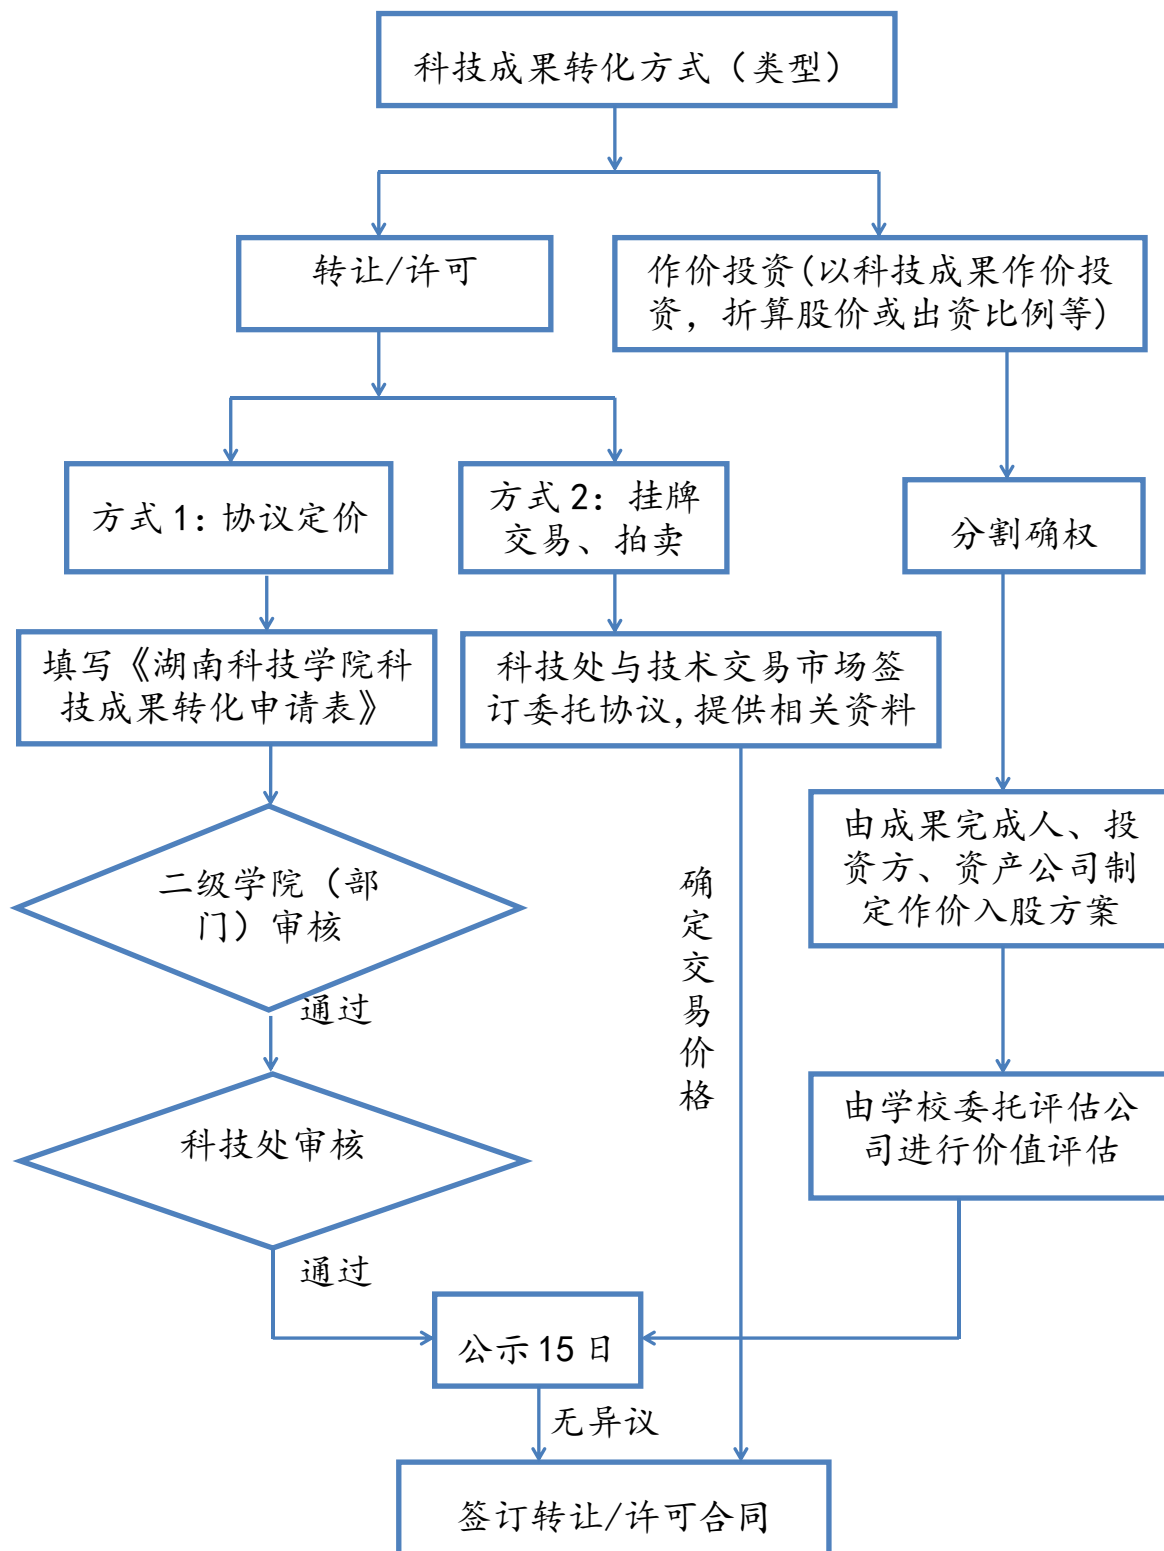 科技成果转化方式（类型）
转让/许可
作价投资(以科技成果作价投
资，折算股价或出资比例等)
方式1：协议定价
方式2：挂牌
交易、拍卖
分割确权
填写《湖南科技学院科
技成果转化申请表》
科技处与技术交易市场签
订委托协议,提供相关资料
由成果完成人、投
资方、资产公司制
定作价入股方案
二级学院（部
门）审核
通过
确定交易价格
由学校委托评估公
司进行价值评估
科技处审核
通过
公示15日
无异议
签订转让/许可合同